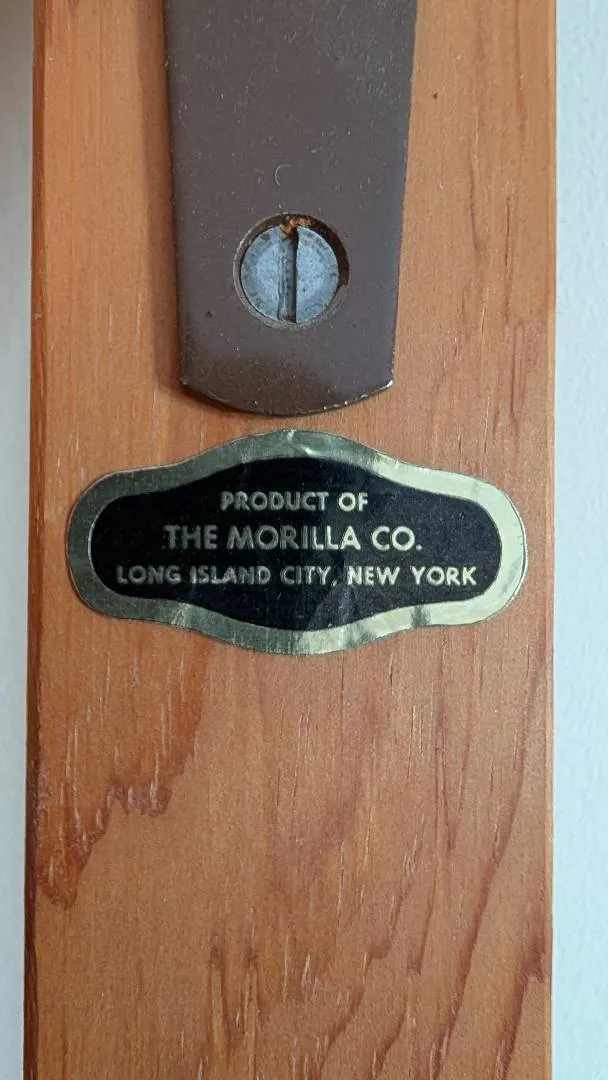 PRODUCT OF
THE MORILLA CO.
LONG ISLAND CITY, NEW YORK